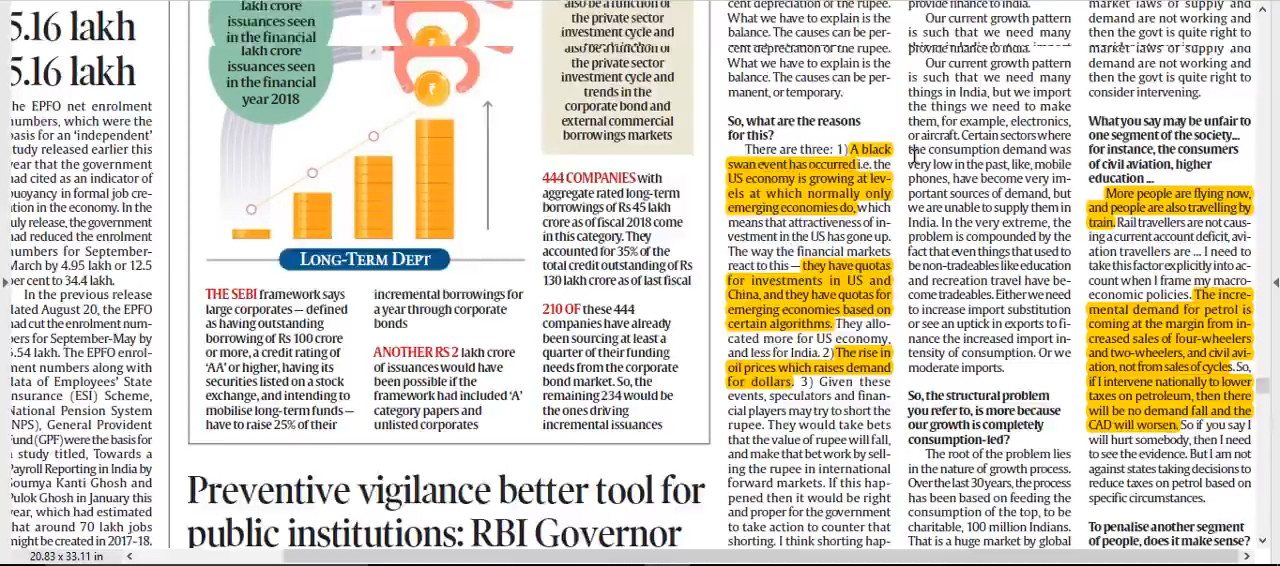 5.16 lakh
5.16 lakh
he EPFO net enrolment
numbers, which were the
basis for an 'independent'
study released earlier this
year that the government
had cited as an indicator of
buoyancy in formal job cre-
ation in the economy. In the
uly release, the government
had reduced the enrolment
numbers for September-
March by 4.95 lakh or 12.5
per cent to 34.4 lakh.
In the previous release
dated August 20, the EPFO
had cut the enrolment num-
bers for September-May by
5.54 lakh. The EPFO enrol-
ment numbers along with
data of Employees' State
Insurance (ESI) Scheme,
National Pension System
(NPS), General Provident
Fund (GPF) were the basis for
a study titled, Towards a
Payroll Reporting in India by
Soumya Kanti Ghosh and
Pulok Ghosh in January this
year, which had estimated
that around 70 lakh jobs
might be created in 2017-18.
lakh crore
issuances seen
in the financial
lakh crore
issuances seen
in the financial
year 2018
LONG-TERM DEPT
THE SEBI framework says
large corporates — defined
as having outstanding
borrowing of Rs 100 crore
or more, a credit rating of
'AA' or higher, having its
securities listed on a stock
exchange, and intending to
mobilise long-term funds —
have to raise 25% of their
incremental borrowings for
a year through corporate
bonds
ANOTHER RS 2 lakh crore
of issuances would have
been possible if the
framework had included 'A'
category papers and
unlisted corporates
also be a function of
the private sector
investment cycle and
also be a function of
the private sector
investment cycle and
trends in the
corporate bond and
external commercial
borrowings markets
444 COMPANIES with
aggregate rated long-term
borrowings of Rs 45 lakh
crore as of fiscal 2018 come
in this category. They
accounted for 35% of the
total credit outstanding of Rs
130 lakh crore as of last fiscal
210 OF these 444
companies have already
been sourcing at least a
quarter of their funding
needs from the corporate
bond market. So, the
remaining 234 would be
the ones driving
incremental issuances
Preventive vigilance better tool for
public institutions: RBI Governor
cent depreciation of the rupee.
What we have to explain is the
balance. The causes can be per-
cent depreciation of the rupee.
What we have to explain is the
balance. The causes can be per-
manent, or temporary.
So, what are the reasons
for this?
There are three: 1) A black
swan event has occurred i.e. the
US economy is growing at lev-
els at which normally only
emerging economies do, which
means that attractiveness of in-
vestment in the US has gone up.
The way the financial markets
react to this — they have quotas
for investments in US and
China, and they have quotas for
emerging economies based on
certain algorithms. They allo-
cated more for US economy,
and less for India. 2) The rise in
oil prices which raises demand
for dollars. 3) Given these
events, speculators and finan-
cial players may try to short the
rupee. They would take bets
that the value of rupee will fall,
and make that bet work by sell-
ing the rupee in international
forward markets. If this hap-
pened then it would be right
and proper for the government
to take action to counter that
shorting. I think shorting hap-
provide finance to India.
Our current growth pattern
is such that we need many
provide finance to India.
Our current growth pattern
is such that we need many
things in India, but we import
the things we need to make
them, for example, electronics,
or aircraft. Certain sectors where
the consumption demand was
very low in the past, like, mobile
phones, have become very im-
portant sources of demand, but
we are unable to supply them in
India. In the very extreme, the
problem is compounded by the
fact that even things that used to
be non-tradeables like education
and recreation travel have be-
come tradeables. Either we need
to increase import substitution
or see an uptick in exports to fi-
nance the increased import in-
tensity of consumption. Or we
moderate imports.
So, the structural problem
you refer to, is more because
our growth is completely
consumption-led?
The root of the problem lies
in the nature of growth process.
Over the last 30 years, the process
has been based on feeding the
consumption of the top, to be
charitable, 100 million Indians.
That is a huge market by global
market laws of supply and
demand are not working and
then the govt is quite right to
market laws of supply and
demand are not working and
then the govt is quite right to
consider intervening.
What you say may be unfair to
one segment of the society...
for instance, the consumers
of civil aviation, higher
education ...
More people are flying now,
and people are also travelling by
train. Rail travellers are not caus-
ing a current account deficit, avi-
ation travellers are ... I need to
take this factor explicitly into ac-
count when I frame my macro-
economic policies. The incre-
mental demand for petrol is
coming at the margin from in-
creased sales of four-wheelers
and two-wheelers, and civil avi-
ation, not from sales of cycles. So,
if I intervene nationally to lower
taxes on petroleum, then there
will be no demand fall and the
CAD will worsen. So if you say I
will hurt somebody, then I need
to see the evidence. But I am not
against states taking decisions to
reduce taxes on petrol based on
specific circumstances.
To penalise another segment
of people, does it make sense?
20.83 x 33.11 in